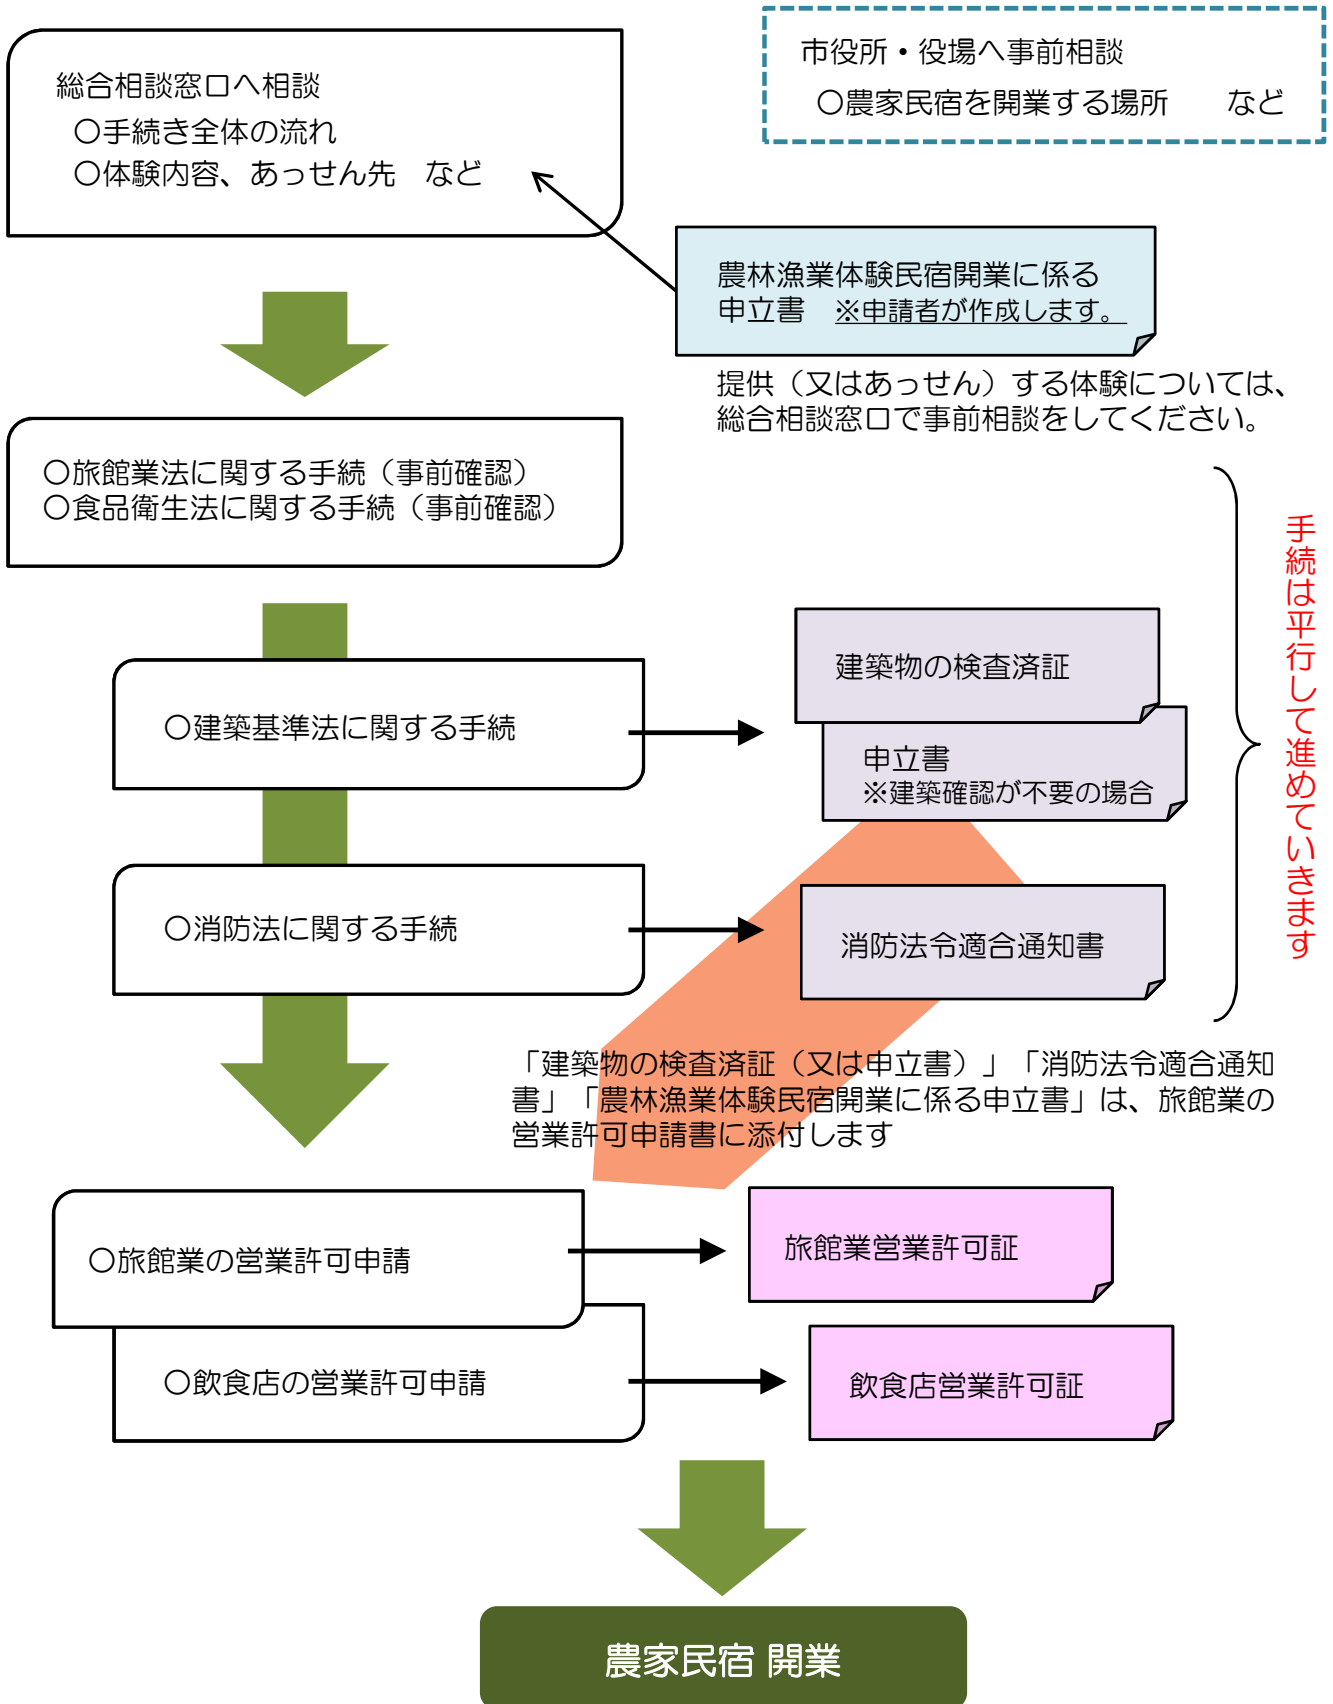 市役所・役場へ事前相談
○農家民宿を開業する場所　　など
総合相談窓口へ相談
○手続き全体の流れ
○体験内容、あっせん先　など
農林漁業体験民宿開業に係る
申立書　※申請者が作成します。
提供（又はあっせん）する体験については、
総合相談窓口で事前相談をしてください。
○旅館業法に関する手続（事前確認）
○食品衛生法に関する手続（事前確認）
手続は平行して進めていきます
○建築基準法に関する手続
建築物の検査済証
申立書
※建築確認が不要の場合
○消防法に関する手続
消防法令適合通知書
「建築物の検査済証（又は申立書）」「消防法令適合通知
書」「農林漁業体験民宿開業に係る申立書」は、旅館業の
営業許可申請書に添付します
○旅館業の営業許可申請
旅館業営業許可証
○飲食店の営業許可申請
飲食店営業許可証
農家民宿 開業